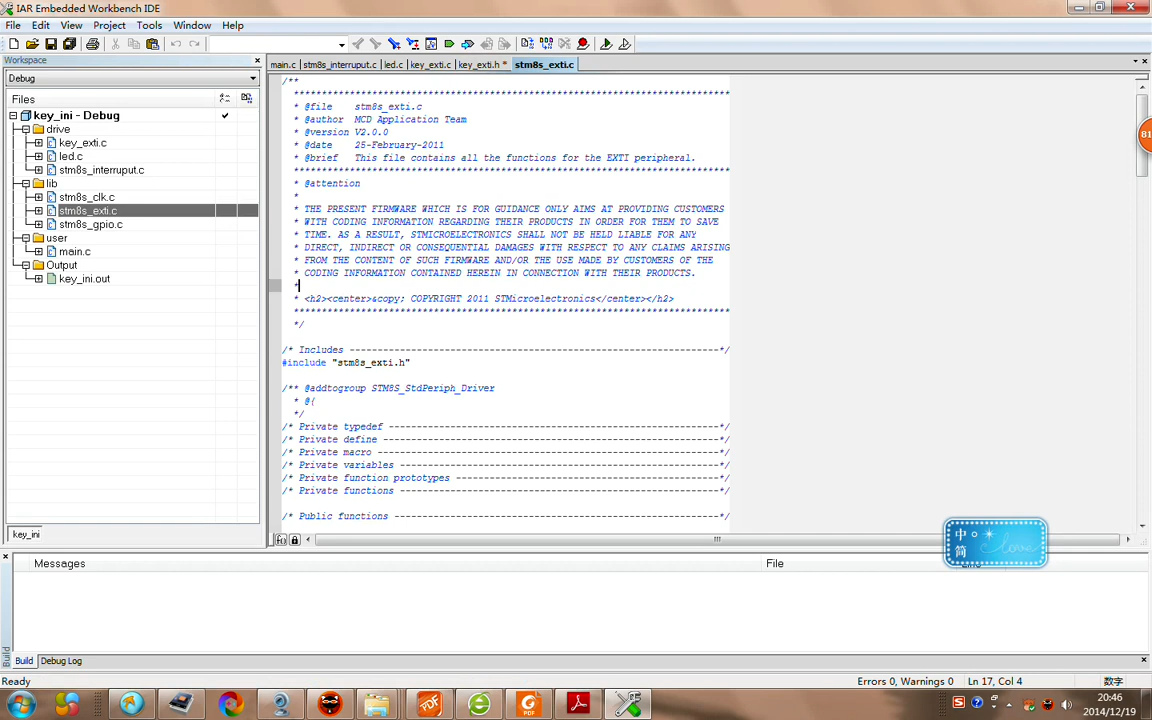 IAR Embedded Workbench IDE
File Edit View Project Tools Window Help
Workspace
main.c stm8s_interruput.c led.c key_exti.c key_exti.h * stm8s_exti.c
Debug
Files
key_ini - Debug
drive
key_exti.c
led.c
stm8s_interruput.c
lib
stm8s_clk.c
stm8s_exti.c
stm8s_gpio.c
user
main.c
Output
key_ini.out
key_ini
/**
******************************************************************************
* @file stm8s_exti.c
* @author MCD Application Team
* @version V2.0.0
* @date 25-February-2011
* @brief This file contains all the functions for the EXTI peripheral.
******************************************************************************
* @attention
*
* THE PRESENT FIRMWARE WHICH IS FOR GUIDANCE ONLY AIMS AT PROVIDING CUSTOMERS
* WITH CODING INFORMATION REGARDING THEIR PRODUCTS IN ORDER FOR THEM TO SAVE
* TIME. AS A RESULT, STMICROELECTRONICS SHALL NOT BE HELD LIABLE FOR ANY
* DIRECT, INDIRECT OR CONSEQUENTIAL DAMAGES WITH RESPECT TO ANY CLAIMS ARISING
* FROM THE CONTENT OF SUCH FIRMWARE AND/OR THE USE MADE BY CUSTOMERS OF THE
* CODING INFORMATION CONTAINED HEREIN IN CONNECTION WITH THEIR PRODUCTS.
*
* <h2><center>&copy; COPYRIGHT 2011 STMicroelectronics</center></h2>
******************************************************************************
*/
/* Includes ------------------------------------------------------------------*/
#include "stm8s_exti.h"
/** @addtogroup STM8S_StdPeriph_Driver
* @{
*/
/* Private typedef -----------------------------------------------------------*/
/* Private define ------------------------------------------------------------*/
/* Private macro -------------------------------------------------------------*/
/* Private variables ---------------------------------------------------------*/
/* Private function prototypes -----------------------------------------------*/
/* Private functions ---------------------------------------------------------*/
/* Public functions ----------------------------------------------------------*/
81
中
简
love
Messages File
Build
Build Debug Log
Ready Errors 0, Warnings 0 Ln 17, Col 4 数字
PDF
PDF
20:46
2014/12/19